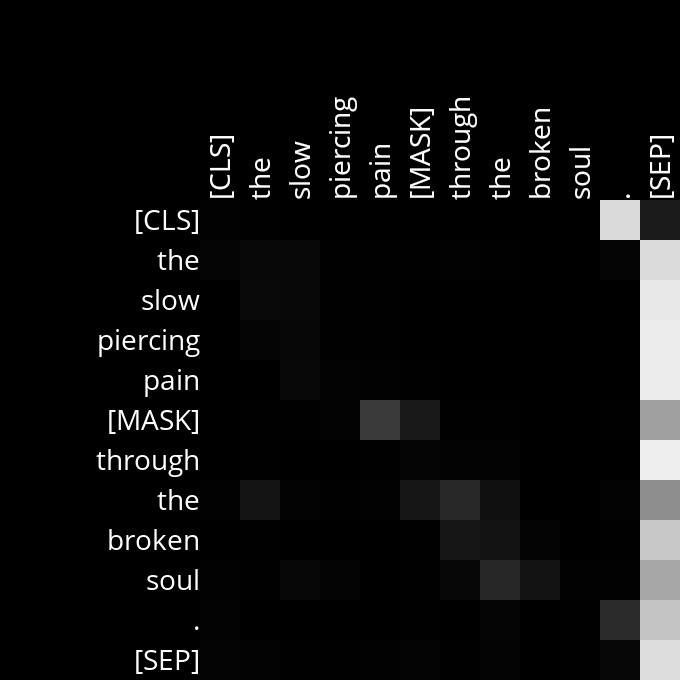 [CLS] the slow piercing pain [MASK] through the broken soul . [SEP]
[CLS]
the
slow
piercing
pain
[MASK]
through
the
broken
soul
.
[SEP]